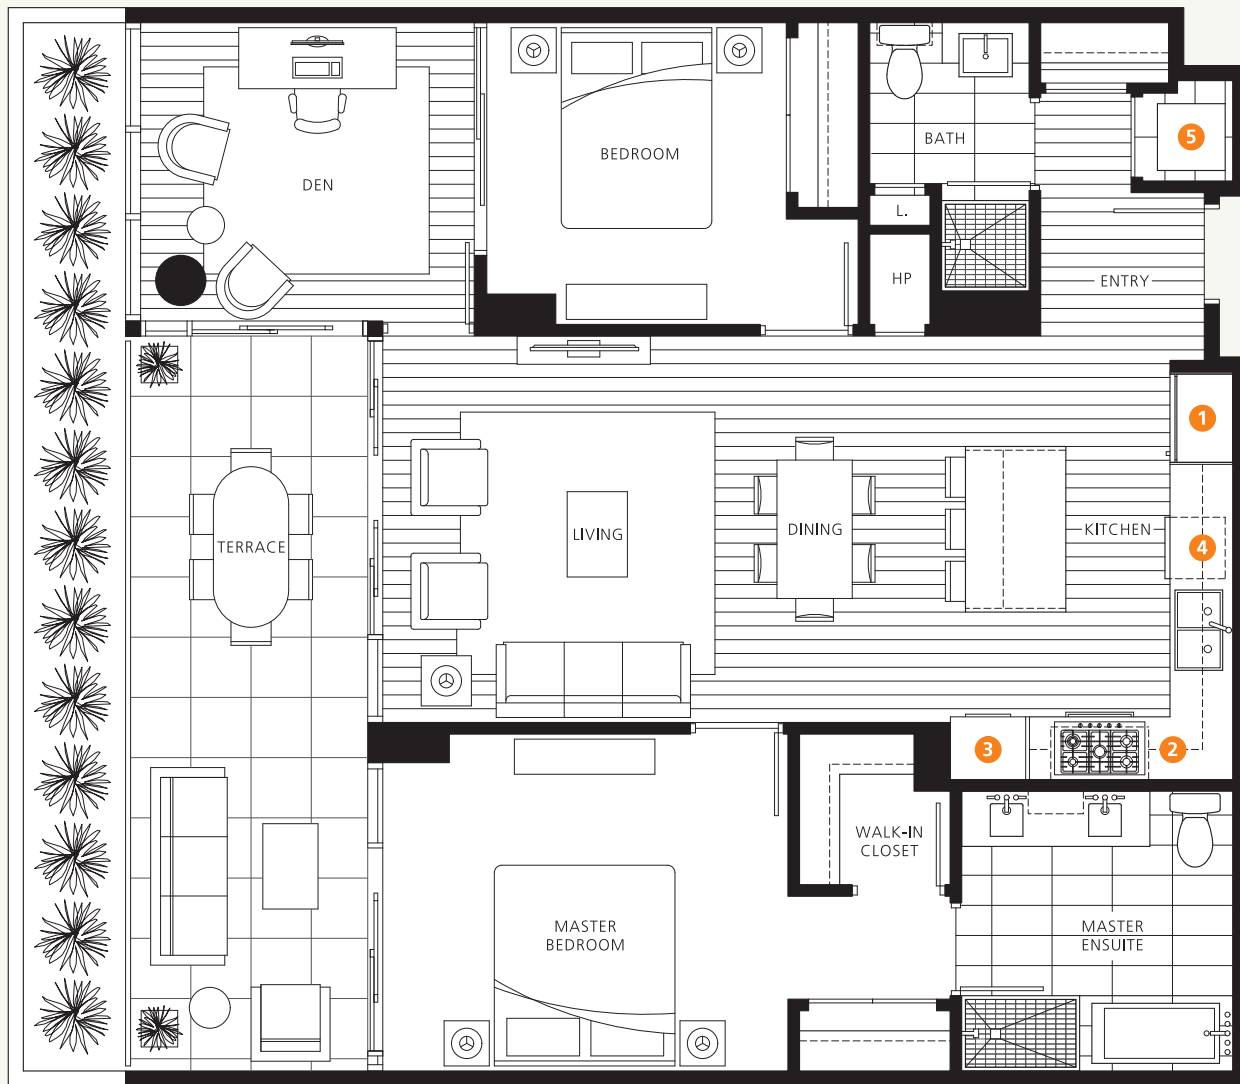 5
BEDROOM
BATH
DEN
L.
HP
ENTRY
1
LIVING
DINING
KITCHEN
TERRACE
4
3
2
WALK-IN
CLOSET
MASTER
BEDROOM
MASTER
ENSUITE